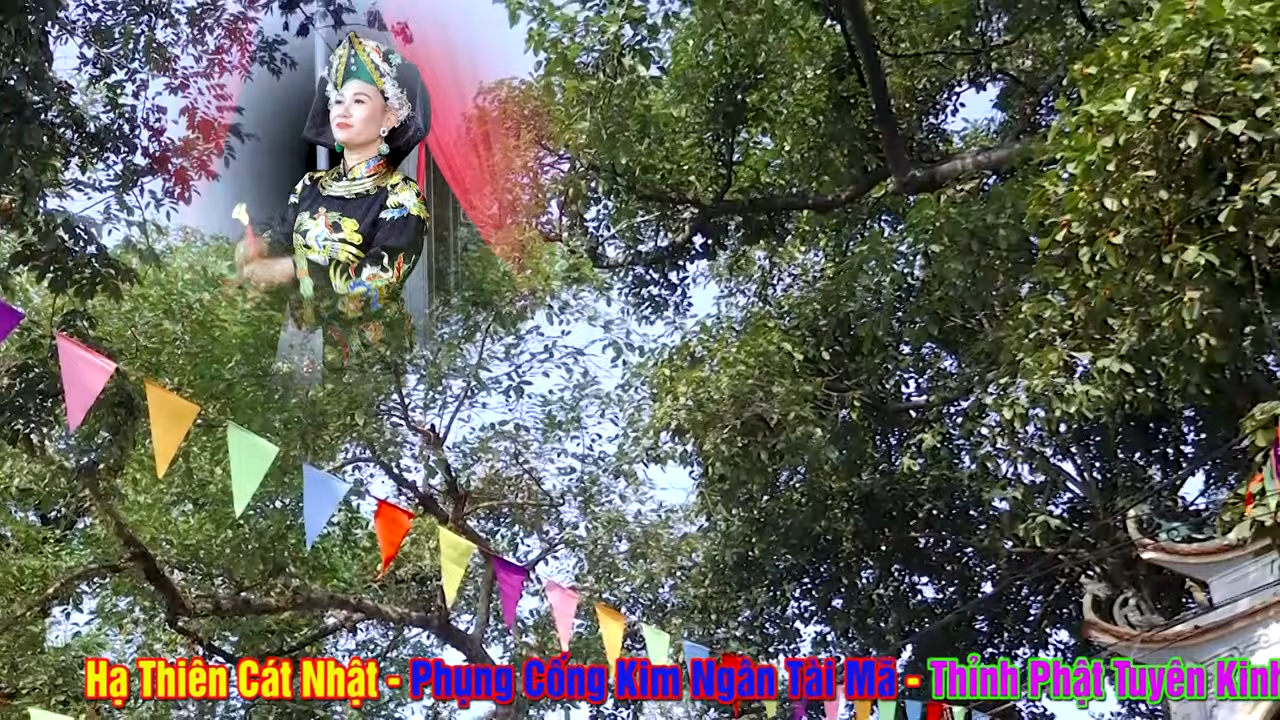 Hạ Thiên Cát Nhật - Phụng Cống Kim Ngân Tài Mã - Thỉnh Phật Tuyên Kinh